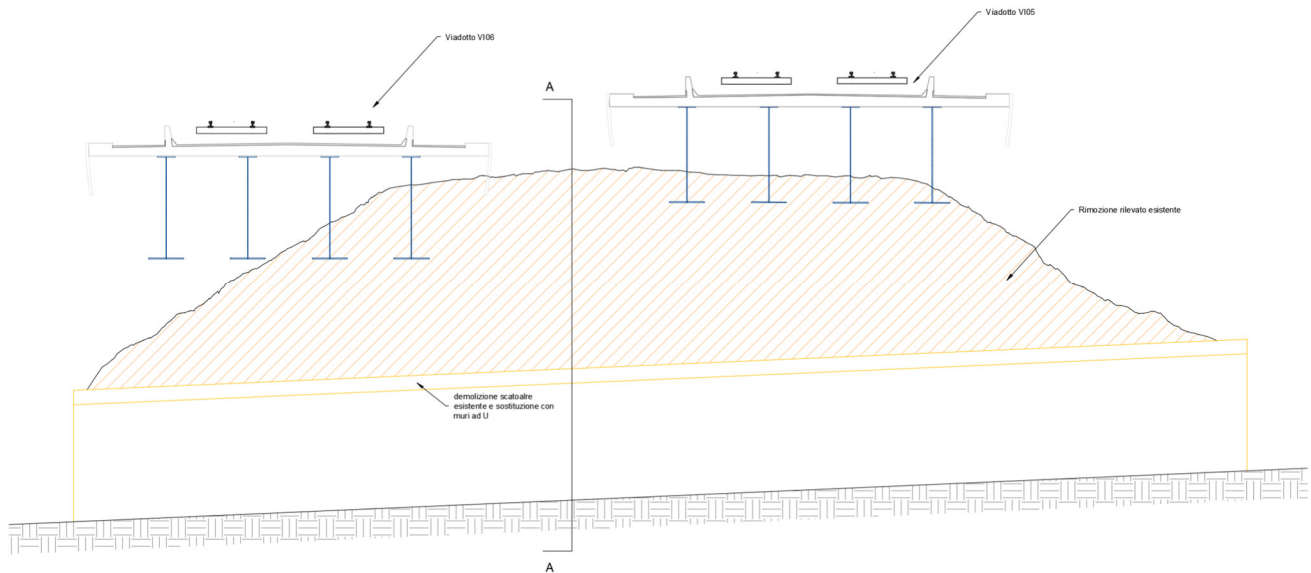 Viadotto VI06
Viadotto VI05
A
Rimozione rilevato esistente
demolizione scatoalre
esistente e sostituzione con
muri ad U
A